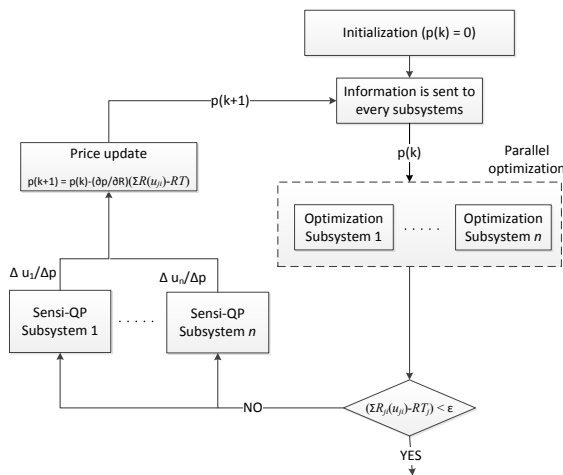 Initialization (p(k) = 0)
Information is sent to
every subsystems
p(k+1)
p(k)
Price update
p(k+1) = p(k)-(∂p/∂R)(ΣR(uji)-RT)
Parallel
optimization
Optimization
Subsystem 1
. . . . .
Optimization
Subsystem n
Δ u1/Δp
Δ un/Δp
Sensi-QP
Subsystem 1
. . . . .
Sensi-QP
Subsystem n
(ΣRji(uji)-RTj) < ε
NO
YES